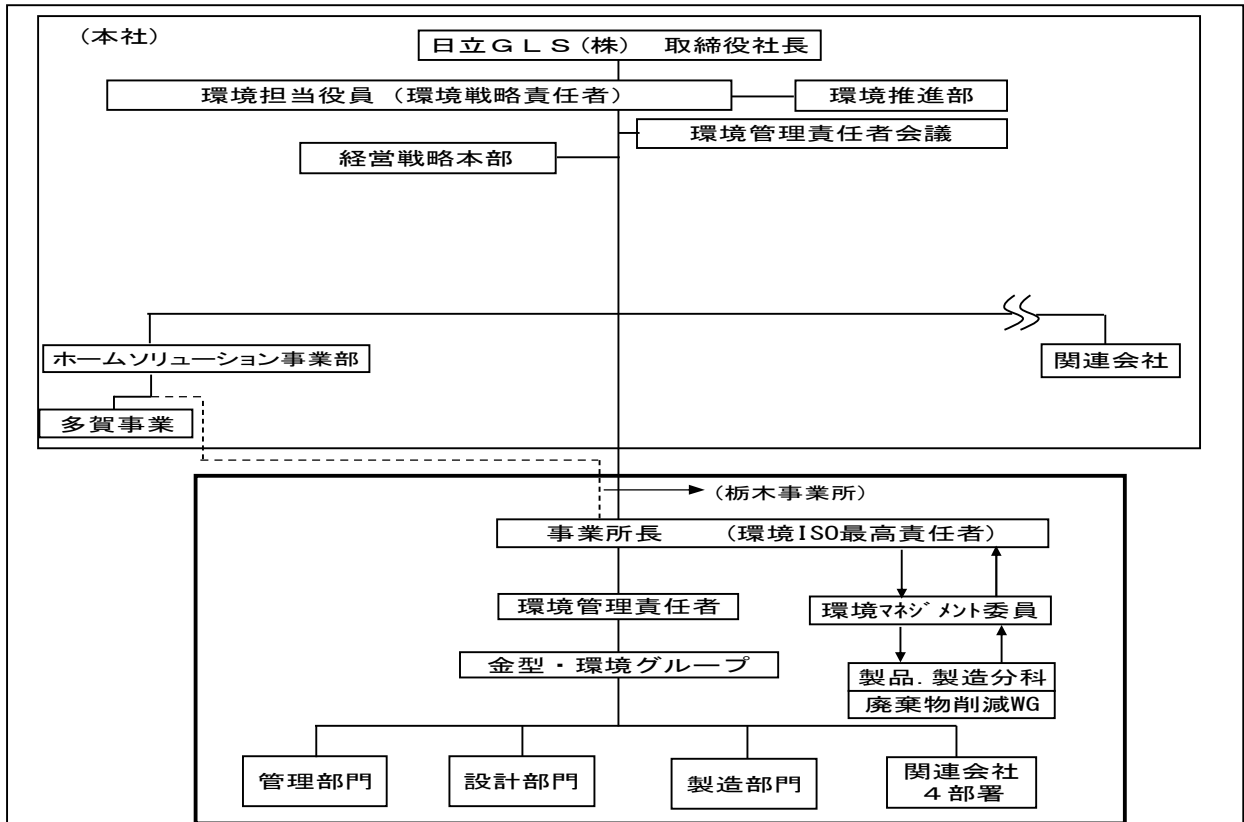 (本社)
日立GLS(株) 取締役社長
環境担当役員(環境戦略責任者)
環境推進部
環境管理責任者会議
経営戦略本部
ホームソリューション事業部
関連会社
多賀事業
(栃木事業所)
事業所長 (環境ISO最高責任者)
環境管理責任者
環境マネジメント委員
金型・環境グループ
製品.製造分科
廃棄物削減WG
管理部門
設計部門
製造部門
関連会社
4部署